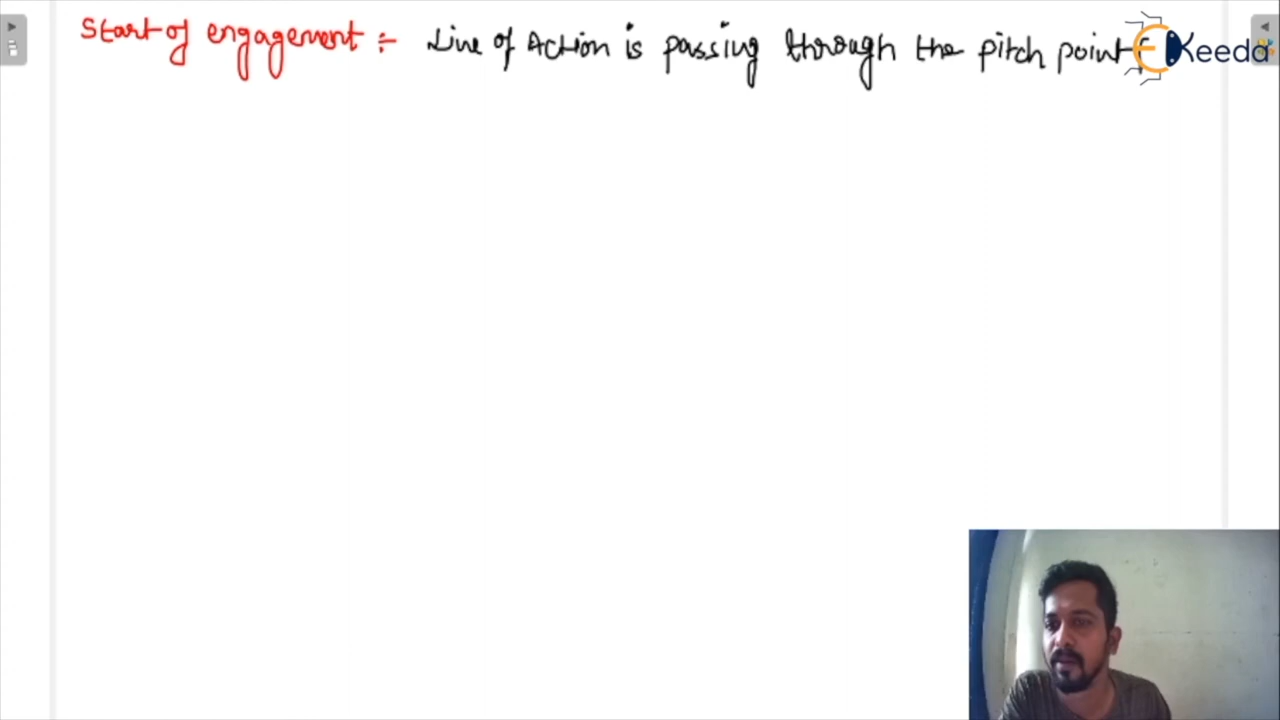 Start of engagement :- Line of Action is passing through the pitch point,
EKeeda